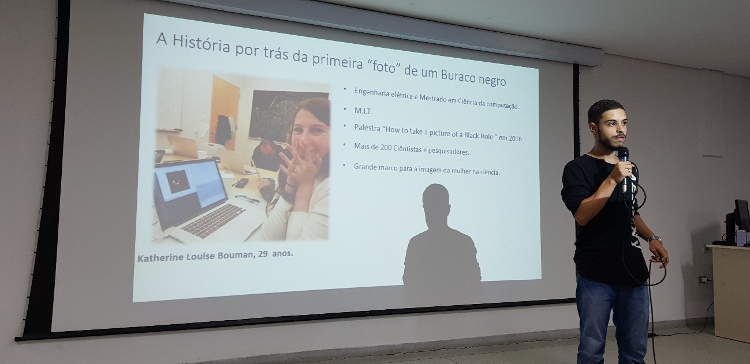 A História por trás da primeira "foto" de um Buraco negro
• Engenharia elétrica e Mestrado em Ciência da computação.
• M.I.T
• Palestra "How to take a picture of a Black Hole " em 2016
• Mais de 200 Cientistas e pesquisadores.
• Grande marco para a imagem da mulher na ciência.
Katherine Louise Bouman, 29 anos.